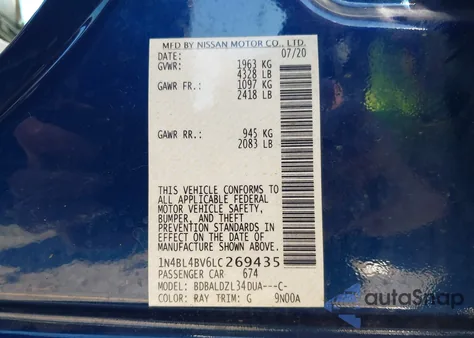 MFD BY NISSAN MOTOR CO., LTD.
DATE: 07/20
GVWR: 1963 KG
4328 LB
GAWR FR.: 1097 KG
2418 LB
GAWR RR.: 945 KG
2083 LB
THIS VEHICLE CONFORMS TO
ALL APPLICABLE FEDERAL
MOTOR VEHICLE SAFETY,
BUMPER, AND THEFT
PREVENTION STANDARDS IN
EFFECT ON THE DATE OF
MANUFACTURE SHOWN ABOVE.
1N4BL4BV6LC269435
PASSENGER CAR 674
MODEL: BDBALDZL34DUA---C-
COLOR: RAY TRIM: G 9N00A
autoSnap